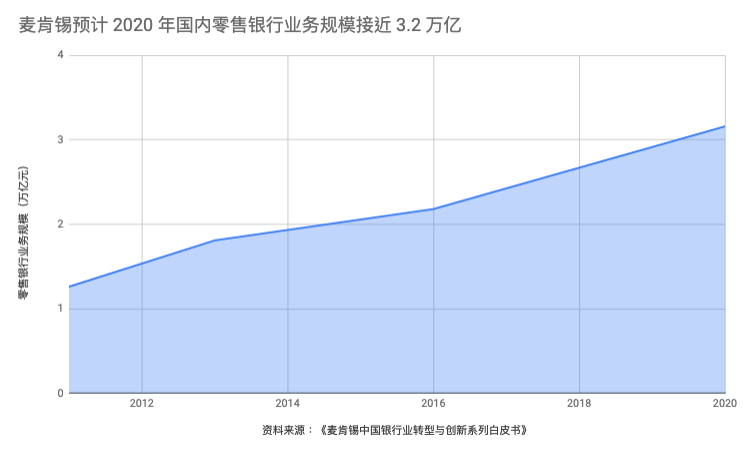 麦肯锡预计 2020 年国内零售银行业务规模接近 3.2 万亿
零售银行业务规模（万亿元）
4
3
2
1
0
2012 2014 2016 2018 2020
资料来源：《麦肯锡中国银行业转型与创新系列白皮书》